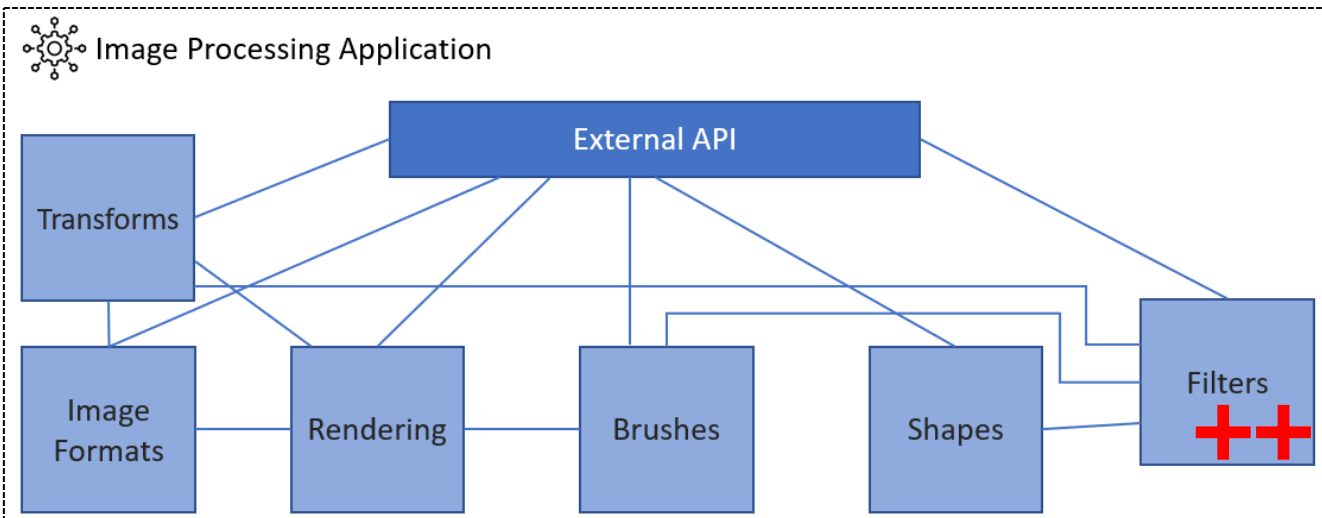 Image Processing Application
External API
Transforms
Image
Formats
Rendering
Brushes
Shapes
Filters
++